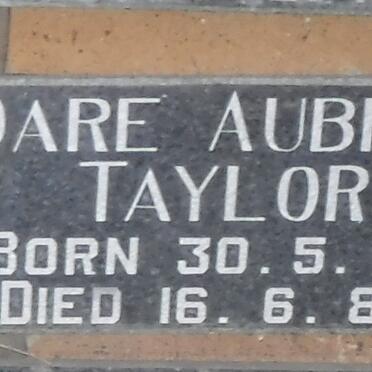 DARE AUB
TAYLOR
BORN 30.5.
DIED 16.6.8